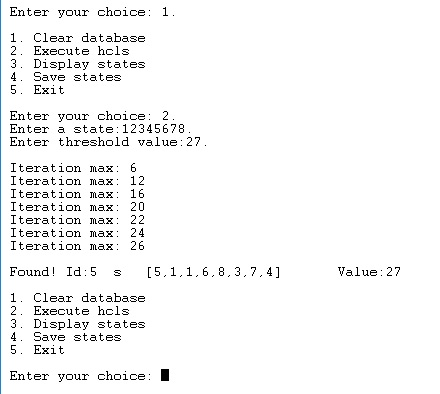 Enter your choice: 1.
1. Clear database
2. Execute hcls
3. Display states
4. Save states
5. Exit
Enter your choice: 2.
Enter a state:12345678.
Enter threshold value:27.
Iteration max: 6
Iteration max: 12
Iteration max: 16
Iteration max: 20
Iteration max: 22
Iteration max: 24
Iteration max: 26
Found! Id:5  s   [5,1,1,6,8,3,7,4]       Value:27
1. Clear database
2. Execute hcls
3. Display states
4. Save states
5. Exit
Enter your choice: